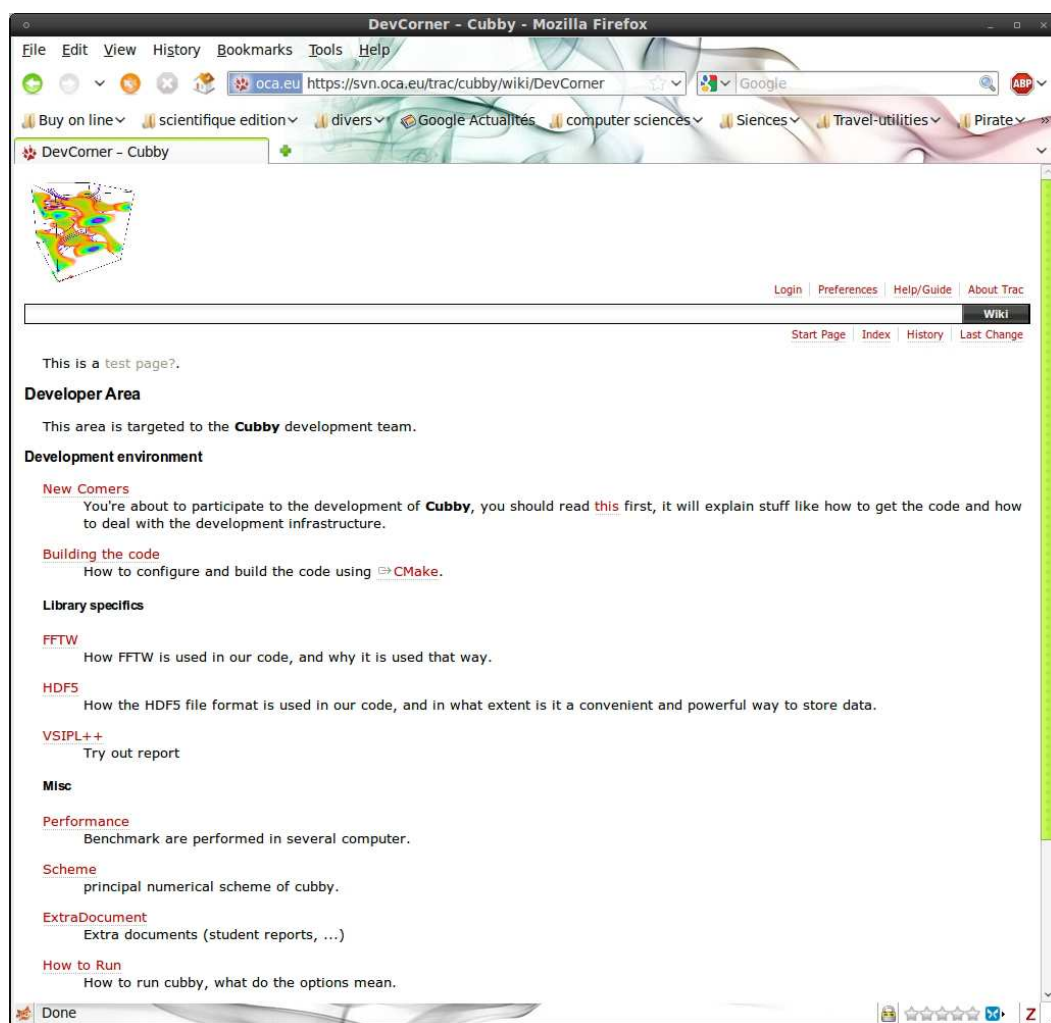 DevCorner – Cubby - Mozilla Firefox
File Edit View History Bookmarks Tools Help
oca.eu https://svn.oca.eu/trac/cubby/wiki/DevCorner Google ABP
Buy on line scientifique edition divers Google Actualités computer sciences Siences Travel-utilities Pirate »
DevCorner – Cubby
Login Preferences Help/Guide About Trac
Wiki
Start Page Index History Last Change
This is a test page?.
Developer Area
This area is targeted to the Cubby development team.
Development environment
New Comers
You're about to participate to the development of Cubby, you should read this first, it will explain stuff like how to get the code and how
to deal with the development infrastructure.
Building the code
How to configure and build the code using CMake.
Library specifics
FFTW
How FFTW is used in our code, and why it is used that way.
HDF5
How the HDF5 file format is used in our code, and in what extent is it a convenient and powerful way to store data.
VSIPL++
Try out report
Misc
Performance
Benchmark are performed in several computer.
Scheme
principal numerical scheme of cubby.
ExtraDocument
Extra documents (student reports, ...)
How to Run
How to run cubby, what do the options mean.
Done Z